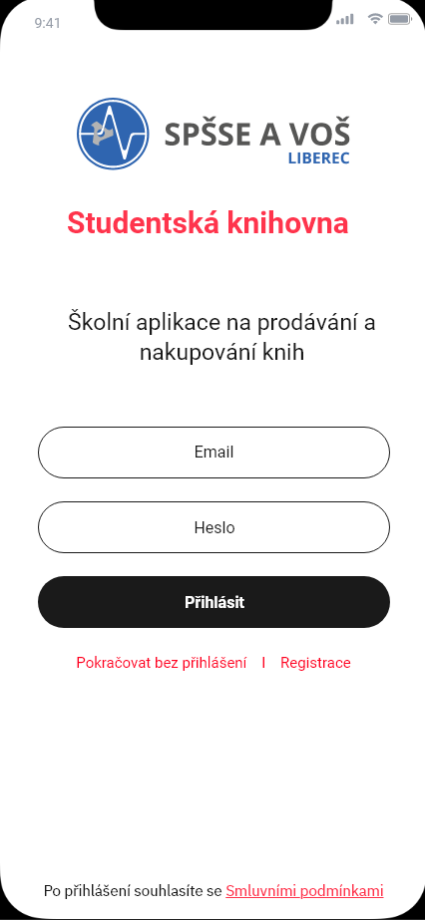 9:41
SPŠSE A VOŠ
LIBEREC
Studentská knihovna
Školní aplikace na prodávání a
nakupování knih
Email
Heslo
Přihlásit
Pokračovat bez přihlášení | Registrace
Po přihlášení souhlasíte se Smluvními podmínkami